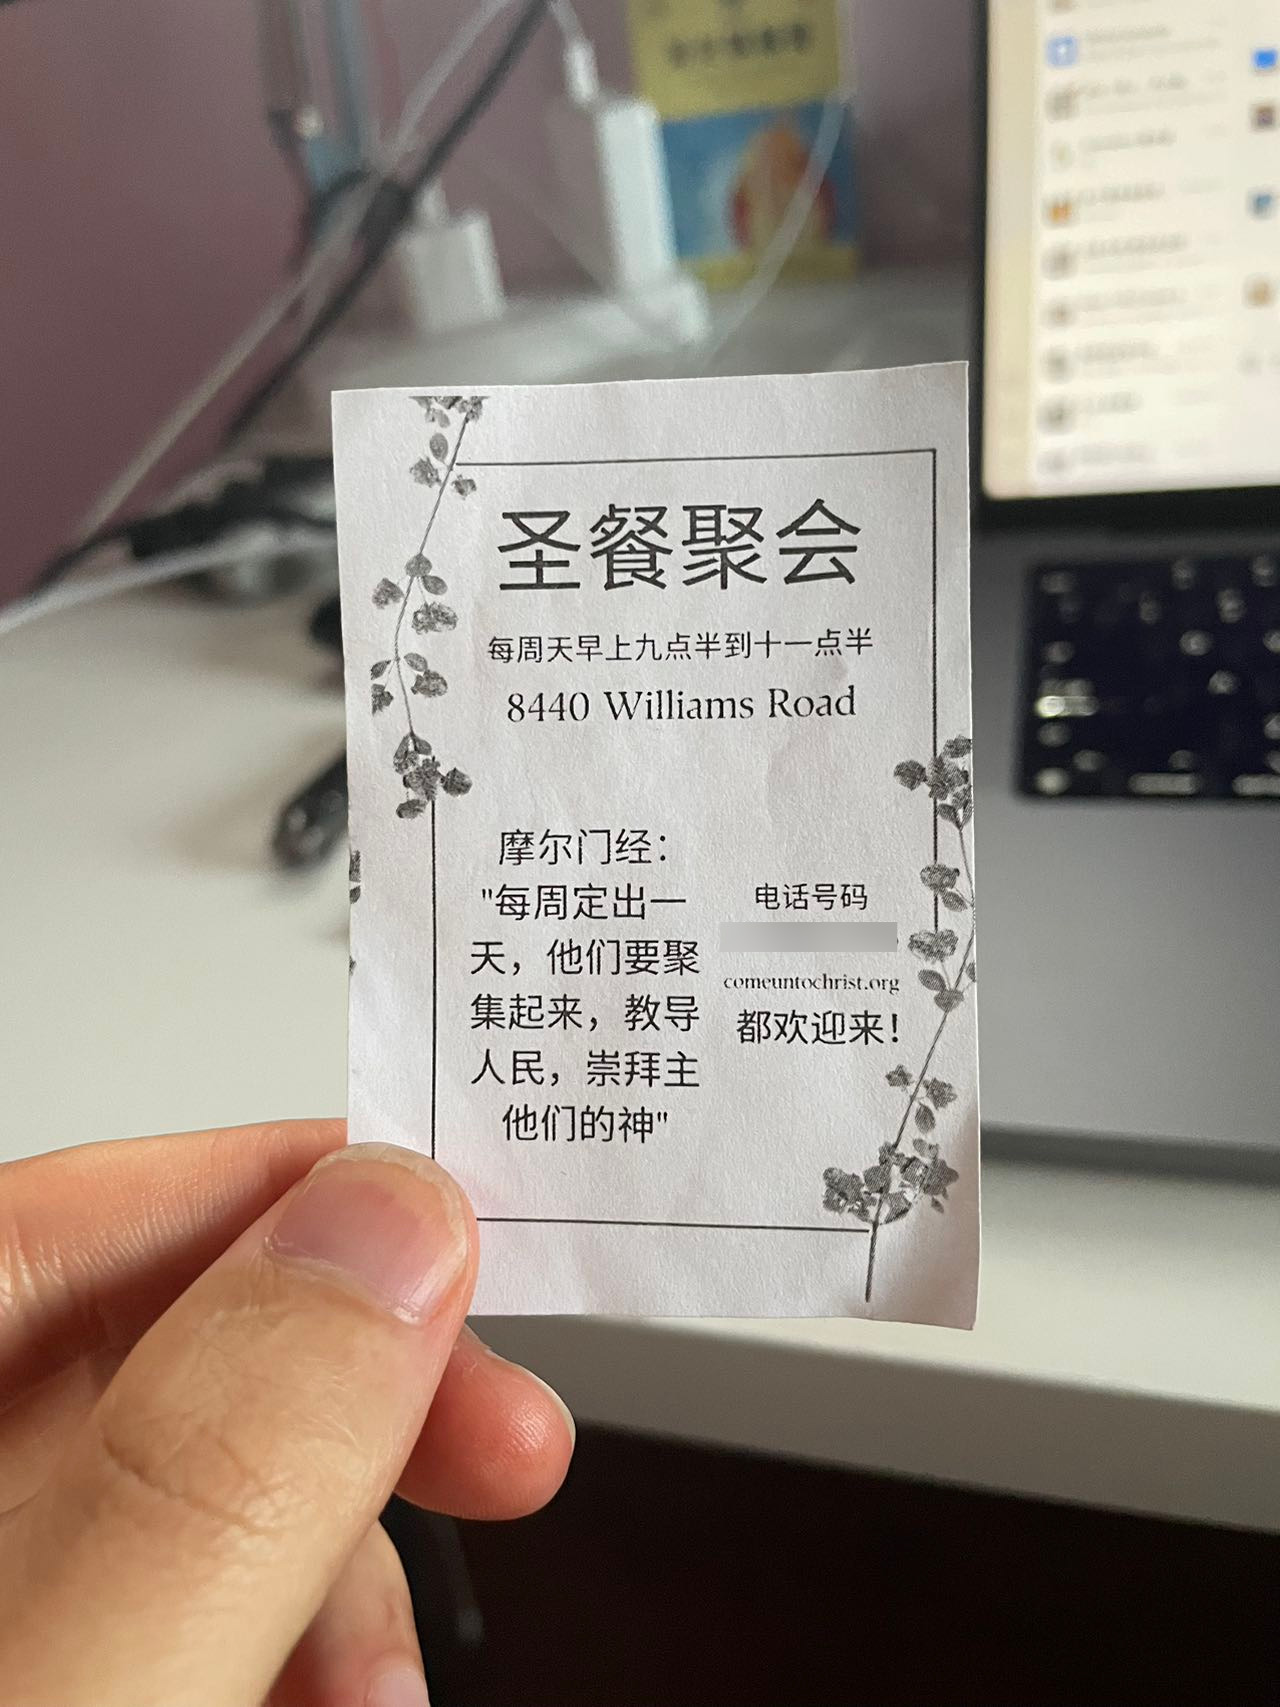 圣餐聚会
每周天早上九点半到十一点半
8440 Williams Road
摩尔门经：
"每周定出一
天，他们要聚
集起来，教导
人民，崇拜主
他们的神"
电话号码
comeuntochrist.org
都欢迎来！